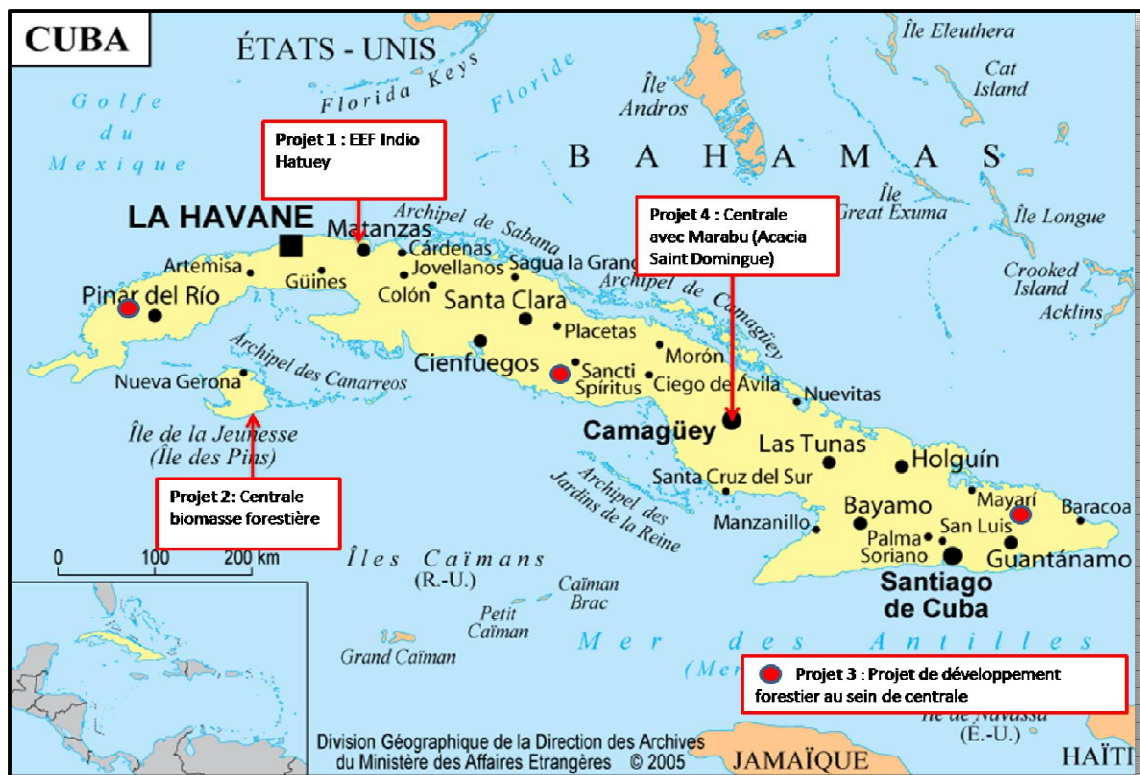 CUBA
ÉTATS - UNIS
Golfe
du
Mexique
Florida Keys
Floride
Île Eleuthera
Cat
Island
Île
Andros
BAHAMAS
Île
Great Exuma
Île Longue
Crooked
Island
Acklins
Projet 1 : EEF Indio
Hatuey
Projet 4 : Centrale
avec Marabu (Acacia
Saint Domingue)
LA HAVANE
Matanzas
Archipel de Sabana
Cárdenas
Artemisa
Güines
Jovellanos
Sagua la Grand
Colón
Pinar del Río
Santa Clara
Archipel de Camagüey
Placetas
Cienfuegos
Morón
Archipel des Canarreos
Nueva Gerona
Sancti
Spíritus
Ciego de Ávila
Nuevitas
Île de la Jeunesse
(Île des Pins)
Camagüey
Las Tunas
Holguín
Projet 2: Centrale
biomasse forestière
Santa Cruz del Sur
Archipel des
Jardins de la Reine
Mayarí
Baracoa
Manzanillo
Bayamo
Palma
Soriano
San Luis
Guantánamo
0 100 200 km
Îles Caïmans
(R.-U.)
Santiago
de Cuba
Caïman
Brac
Petit
Caïman
Grand Caïman
Mer des Antilles
(Mer
Projet 3 : Projet de développement
forestier au sein de centrale
Île de Navassa
(É.-U.)
Division Géographique de la Direction des Archives
du Ministère des Affaires Etrangères © 2005
JAMAÏQUE
HAÏTI